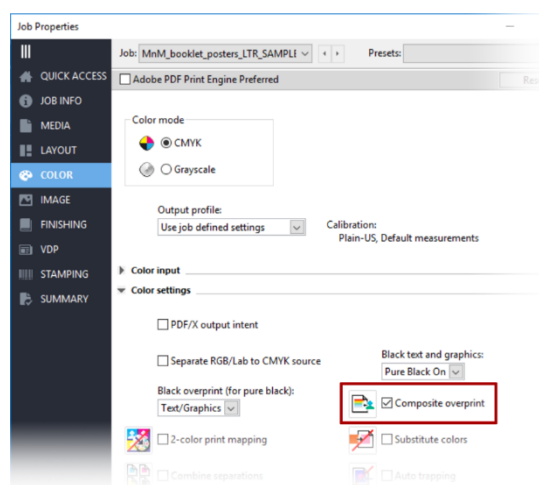 Job Properties
Job: MnM_booklet_posters_LTR_SAMPLE
Presets:
QUICK ACCESS
Adobe PDF Print Engine Preferred
Res
JOB INFO
MEDIA
LAYOUT
COLOR
IMAGE
FINISHING
VDP
STAMPING
SUMMARY
Color mode
CMYK
Grayscale
Output profile:
Use job defined settings
Calibration:
Plain-US, Default measurements
Color input
Color settings
PDF/X output intent
Separate RGB/Lab to CMYK source
Black text and graphics:
Pure Black On
Black overprint (for pure black):
Text/Graphics
Composite overprint
2-color print mapping
Substitute colors
Combine separations
Auto trapping